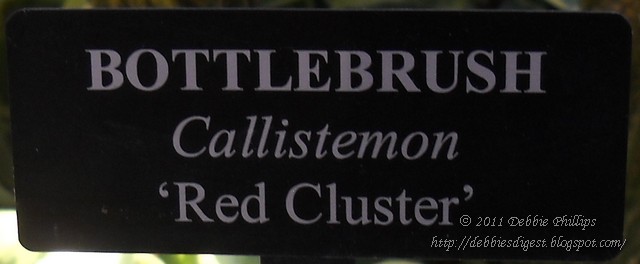 BOTTLEBRUSH
Callistemon
‘Red Cluster’
© 2011 Debbie Phillips
http://debbiesdigest.blogspot.com/